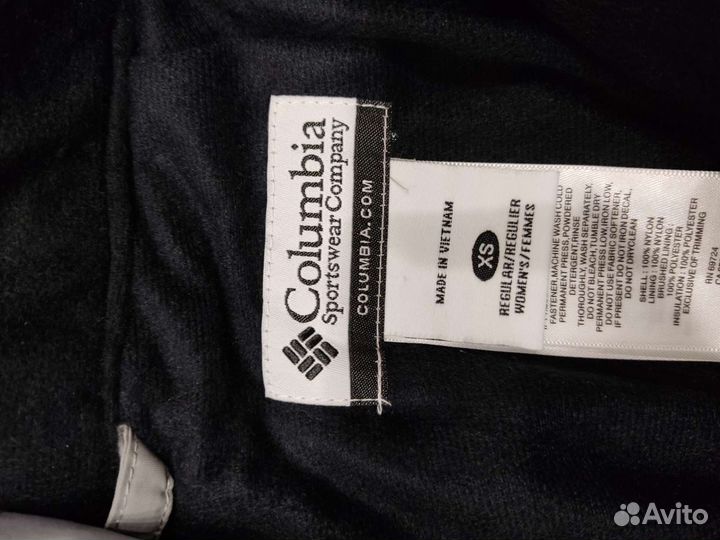 Columbia
Sportswear Company
COLUMBIA.COM
MADE IN VIETNAM
XS
REGULAR/REGULIER
WOMEN'S/FEMMES
FASTENER,MACHINE WASH COLD
PERMANENT PRESS,POWDERED
DETERGENT/RINSE
THOROUGHLY, WASH SEPARATELY,
DO NOT BLEACH,TUMBLE DRY
PERMANENT PRESS LOW,IRON LOW,
DO NOT USE FABRIC SOFTENER,
IF PRESENT DO NOT IRON DECAL,
DO NOT DRYCLEAN
SHELL : 100% NYLON
LINING : 100% NYLON
BRUSHED LINING :
100% POLYESTER
INSULATION : 100% POLYESTER
EXCLUSIVE OF TRIMMING
RN 69724
Avito